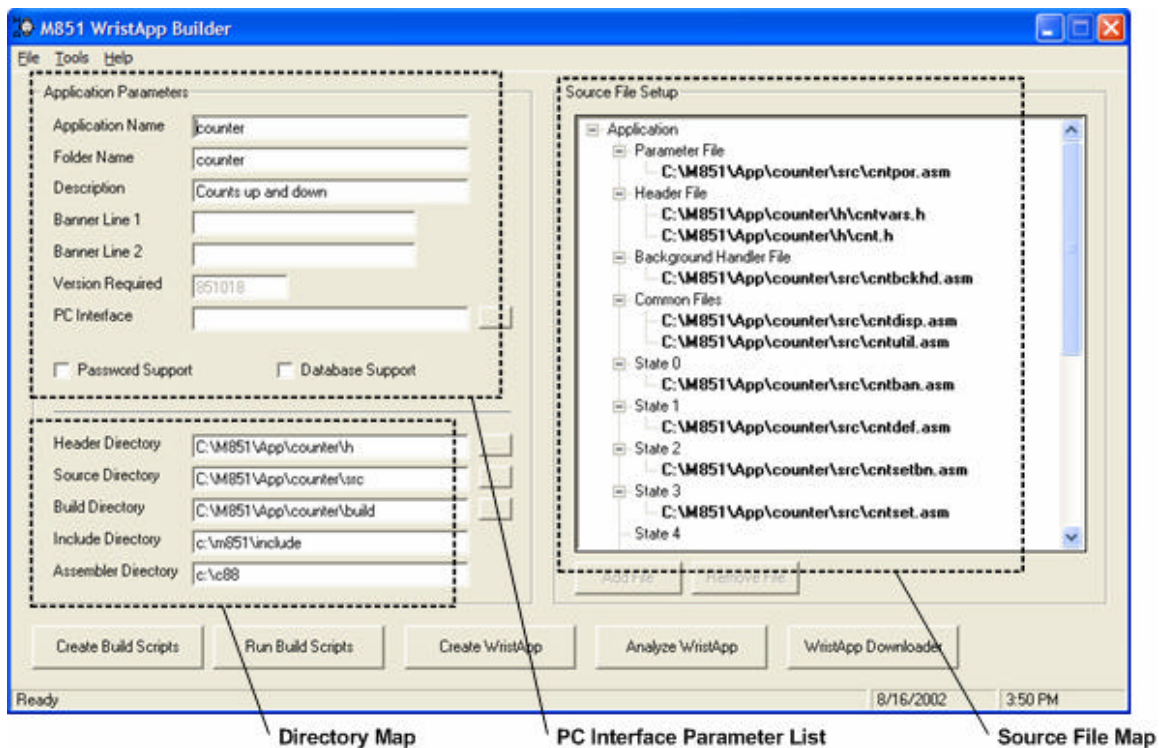 M851 WristApp Builder
File Tools Help
Application Parameters
Application Name counter
Folder Name counter
Description Counts up and down
Banner Line 1
Banner Line 2
Version Required 851018
PC Interface
Password Support Database Support
Header Directory C:\M851\App\counter\h
Source Directory C:\M851\App\counter\src
Build Directory C:\M851\App\counter\build
Include Directory c:\m851\include
Assembler Directory c:\c88
Source File Setup
Application
Parameter File
C:\M851\App\counter\src\cntpor.asm
Header File
C:\M851\App\counter\h\cntvars.h
C:\M851\App\counter\h\cnt.h
Background Handler File
C:\M851\App\counter\src\cntbckhd.asm
Common Files
C:\M851\App\counter\src\cntdisp.asm
C:\M851\App\counter\src\cntutil.asm
State 0
C:\M851\App\counter\src\cntban.asm
State 1
C:\M851\App\counter\src\cntdef.asm
State 2
C:\M851\App\counter\src\cntsetbn.asm
State 3
C:\M851\App\counter\src\cntset.asm
State 4
Add File Remove File
Create Build Scripts Run Build Scripts Create WristApp Analyze WristApp WristApp Downloader
Ready 8/16/2002 3:50 PM
Directory Map PC Interface Parameter List Source File Map